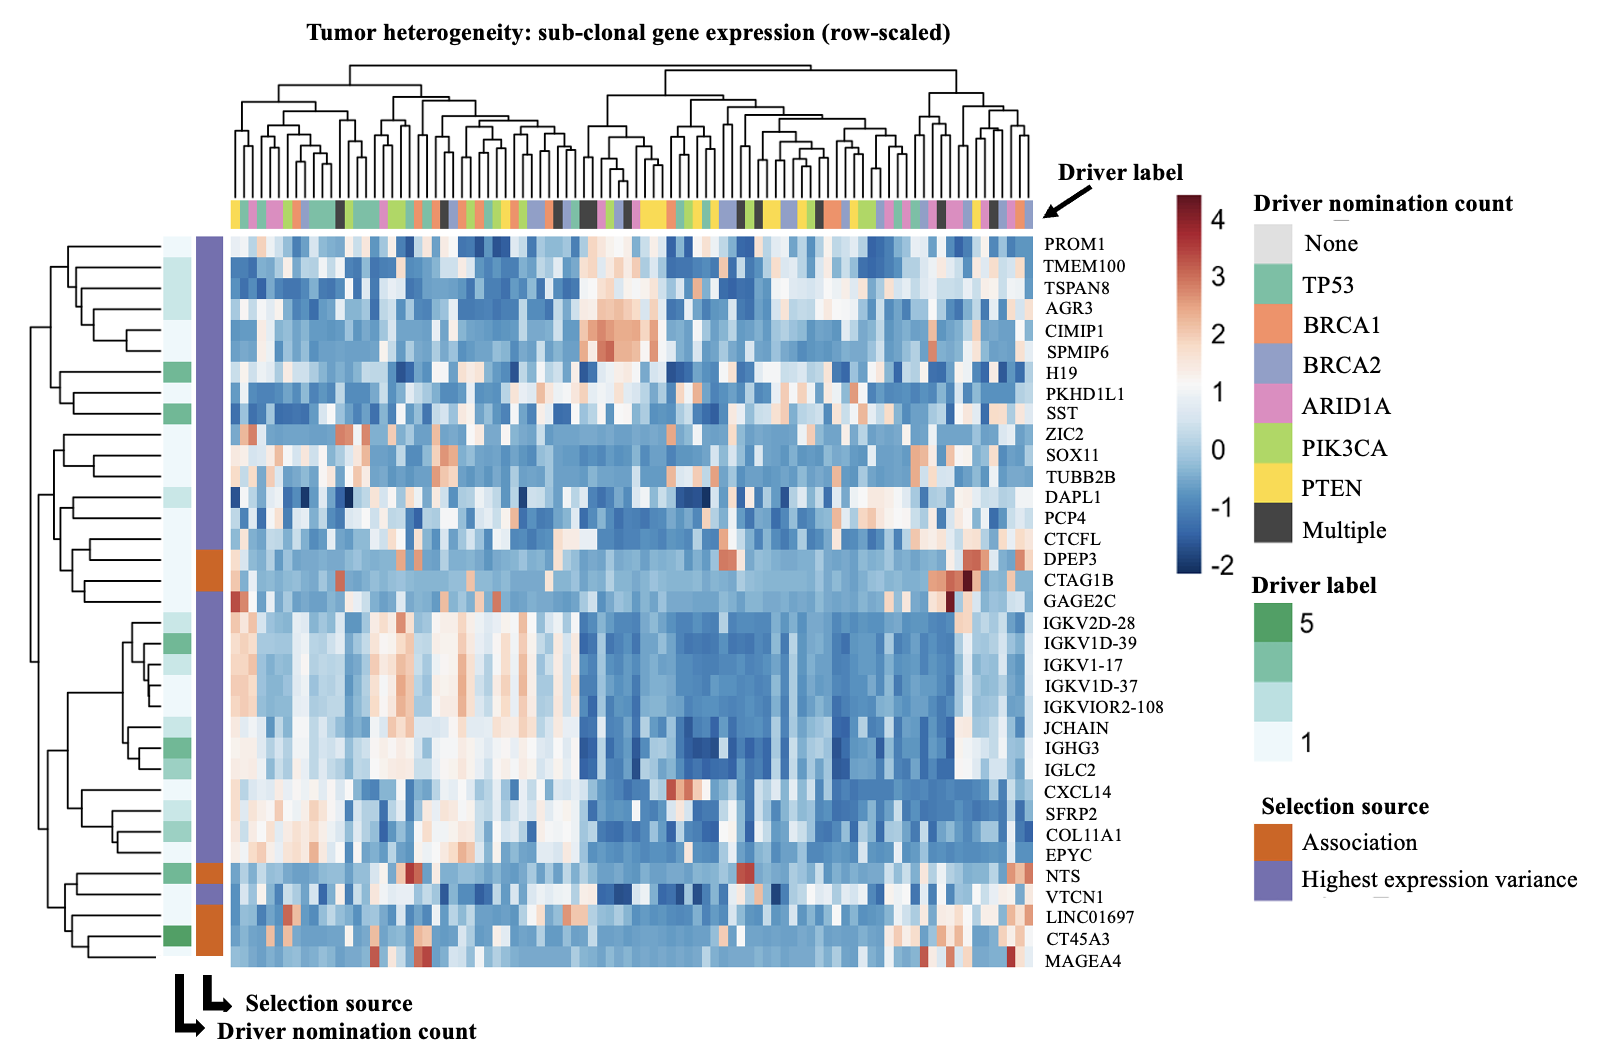 Tumor heterogeneity: sub-clonal gene expression (row-scaled)
Driver label
4
3
2
1
0
-1
-2
Driver nomination count
None
TP53
BRCA1
BRCA2
ARID1A
PIK3CA
PTEN
Multiple
Driver label
5
1
Selection source
Association
Highest expression variance
PROM1
TMEM100
TSPAN8
AGR3
CIMIP1
SPMIP6
H19
PKHD1L1
SST
ZIC2
SOX11
TUBB2B
DAPL1
PCP4
CTCFL
DPEP3
CTAG1B
GAGE2C
IGKV2D-28
IGKV1D-39
IGKV1-17
IGKV1D-37
IGKVIOR2-108
JCHAIN
IGHG3
IGLC2
CXCL14
SFRP2
COL11A1
EPYC
NTS
VTCN1
LINC01697
CT45A3
MAGEA4
Selection source
Driver nomination count